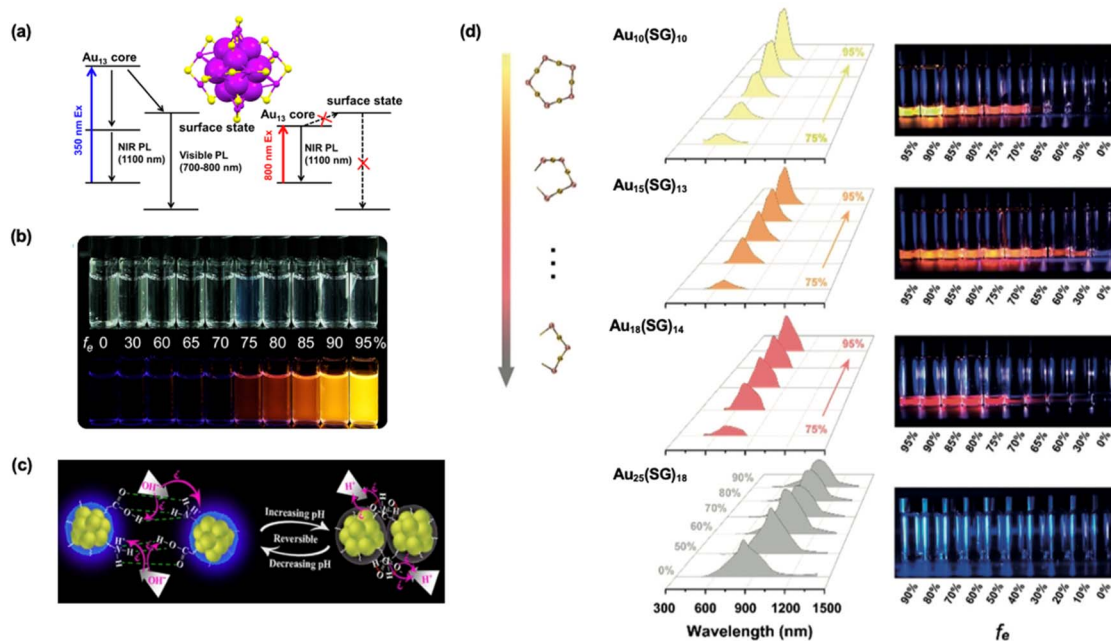 (a)
Au13 core
350 nm Ex
surface state
NIR PL
(1100 nm)
Visible PL
(700-800 nm)
Au13 core
surface state
800 nm Ex
NIR PL
(1100 nm)
(b)
fe 0 30 60 65 70 75 80 85 90 95%
(c)
OH⁻
O
O
H
H
H⁺
N
H
H⁺
N
H
H
O
C
O
OH⁻
Increasing pH
Reversible
Decreasing pH
H⁺
H⁺
(d)
Au10(SG)10
95%
75%
95% 90% 85% 80% 75% 70% 65% 60% 30% 0%
Au15(SG)13
95%
75%
95% 90% 85% 80% 75% 70% 65% 60% 30% 0%
Au18(SG)14
95%
75%
95% 90% 85% 80% 75% 70% 65% 60% 30% 0%
Au25(SG)18
90%
80%
70%
60%
50%
0%
300 600 900 1200 1500
Wavelength (nm)
90% 80% 70% 60% 50% 40% 30% 20% 10% 0%
fe